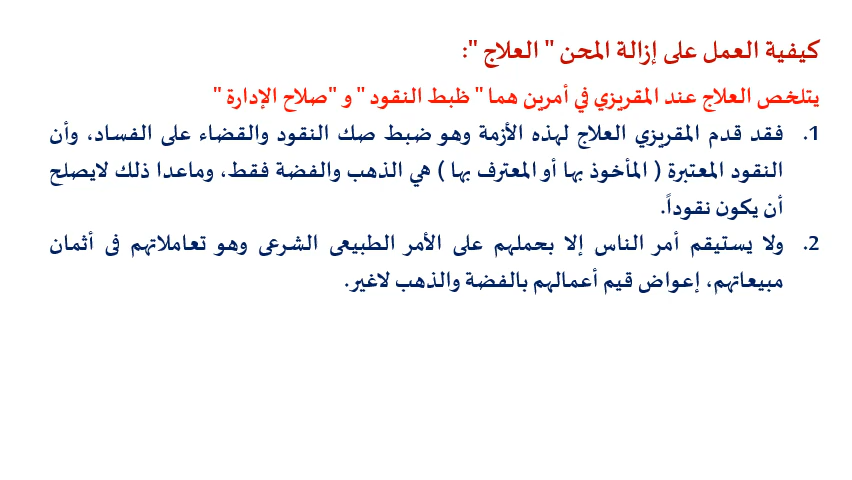 كيفية العمل على إزالة المحن " العلاج ":
يتلخص العلاج عند المقريزي في أمرين هما " ظبط النقود " و "صلاح الإدارة "
1. فقد قدم المقريزي العلاج لهذه الأزمة وهو ضبط صك النقود والقضاء على الفساد، وأن
النقود المعتبرة ( المأخوذ بها أو المعترف بها ) هي الذهب والفضة فقط، وماعدا ذلك لايصلح
أن يكون نقوداً.
2. ولا يستيقم أمر الناس إلا بحملهم على الأمر الطبيعى الشرعى وهو تعاملاتهم فى أثمان
مبيعاتهم، إعواض قيم أعمالهم بالفضة والذهب لاغير.